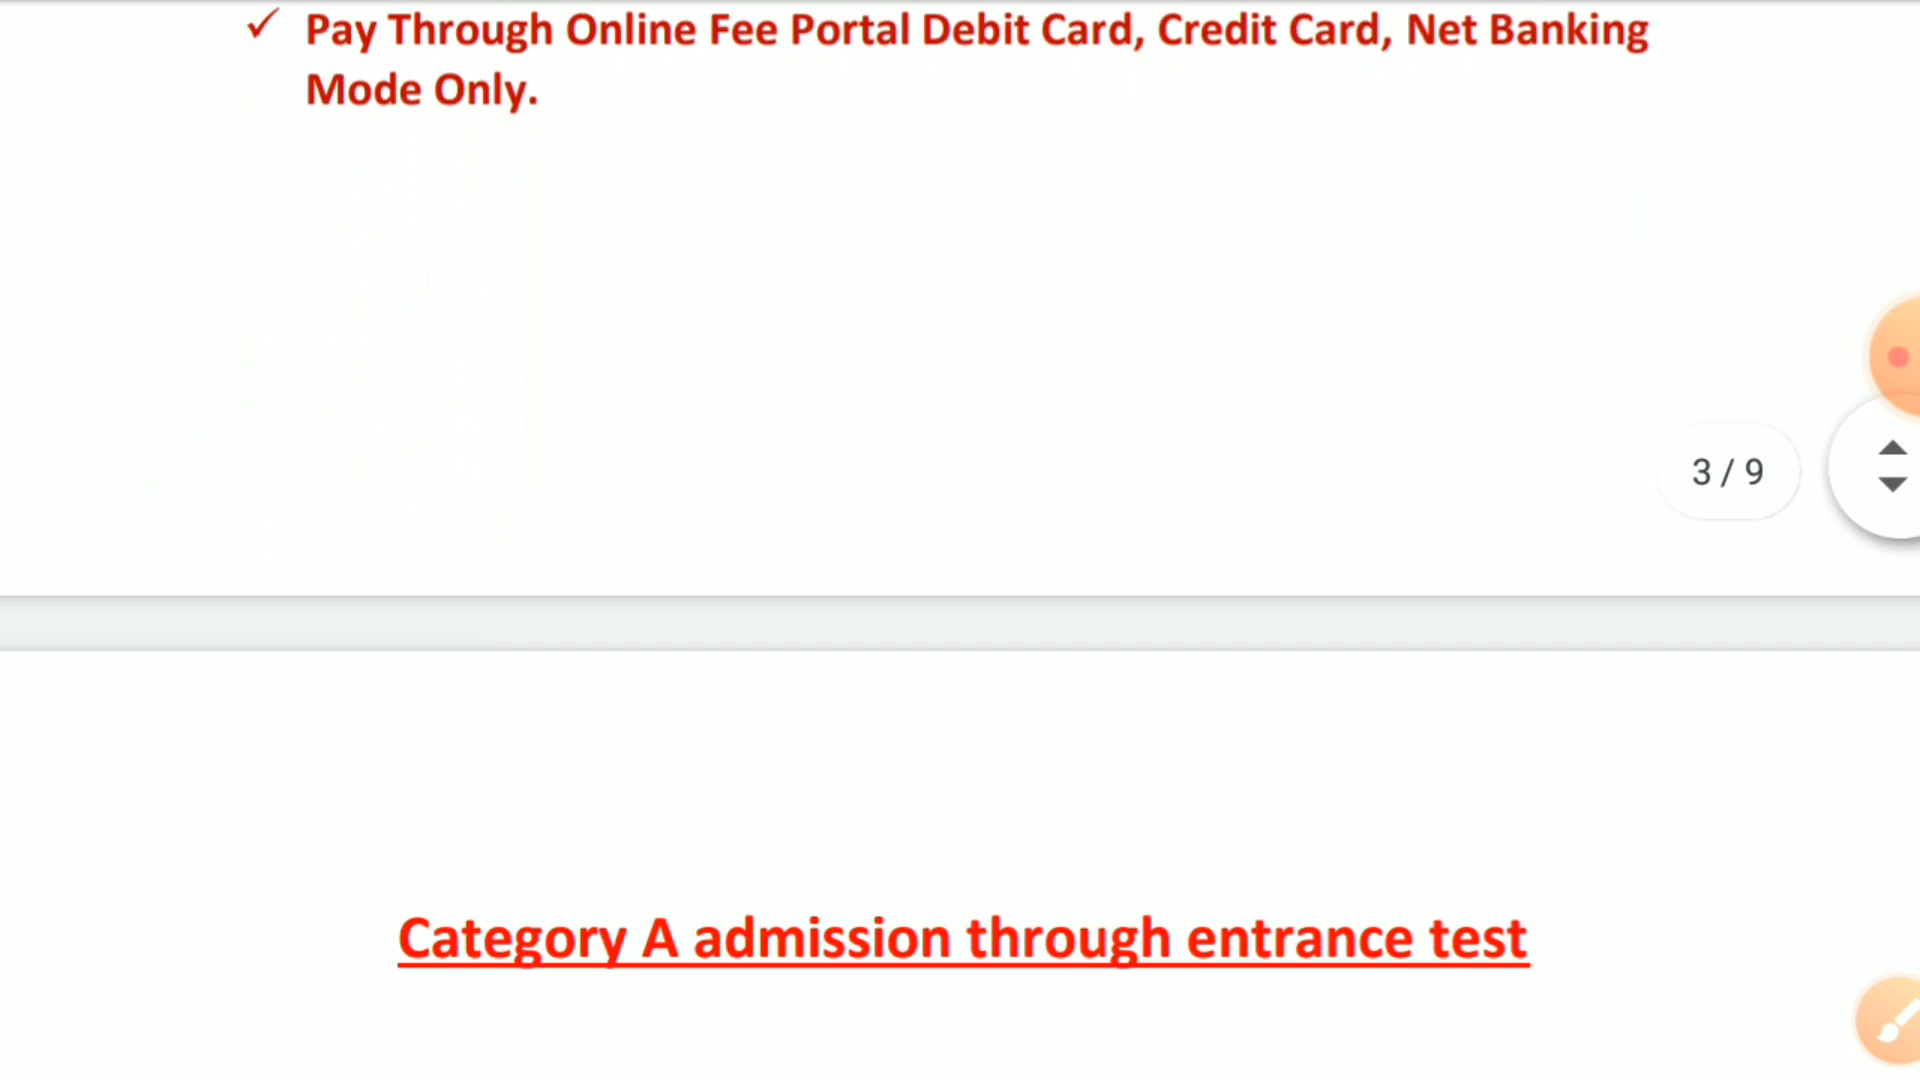 ✓ Pay Through Online Fee Portal Debit Card, Credit Card, Net Banking
Mode Only.
3 / 9
Category A admission through entrance test